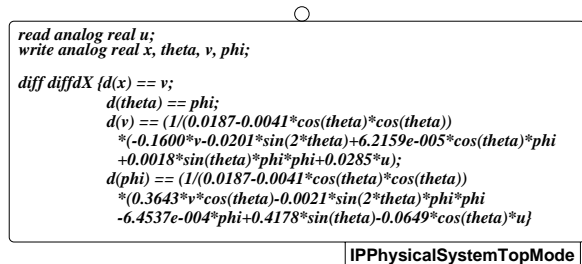 read analog real u;
write analog real x, theta, v, phi;
diff diffdX {d(x) == v;
d(theta) == phi;
d(v) == (1/(0.0187-0.0041*cos(theta)*cos(theta))
*(-0.1600*v-0.0201*sin(2*theta)+6.2159e-005*cos(theta)*phi
+0.0018*sin(theta)*phi*phi+0.0285*u);
d(phi) == (1/(0.0187-0.0041*cos(theta)*cos(theta))
*(0.3643*v*cos(theta)-0.0021*sin(2*theta)*phi*phi
-6.4537e-004*phi+0.4178*sin(theta)-0.0649*cos(theta)*u}
IPPhysicalSystemTopMode